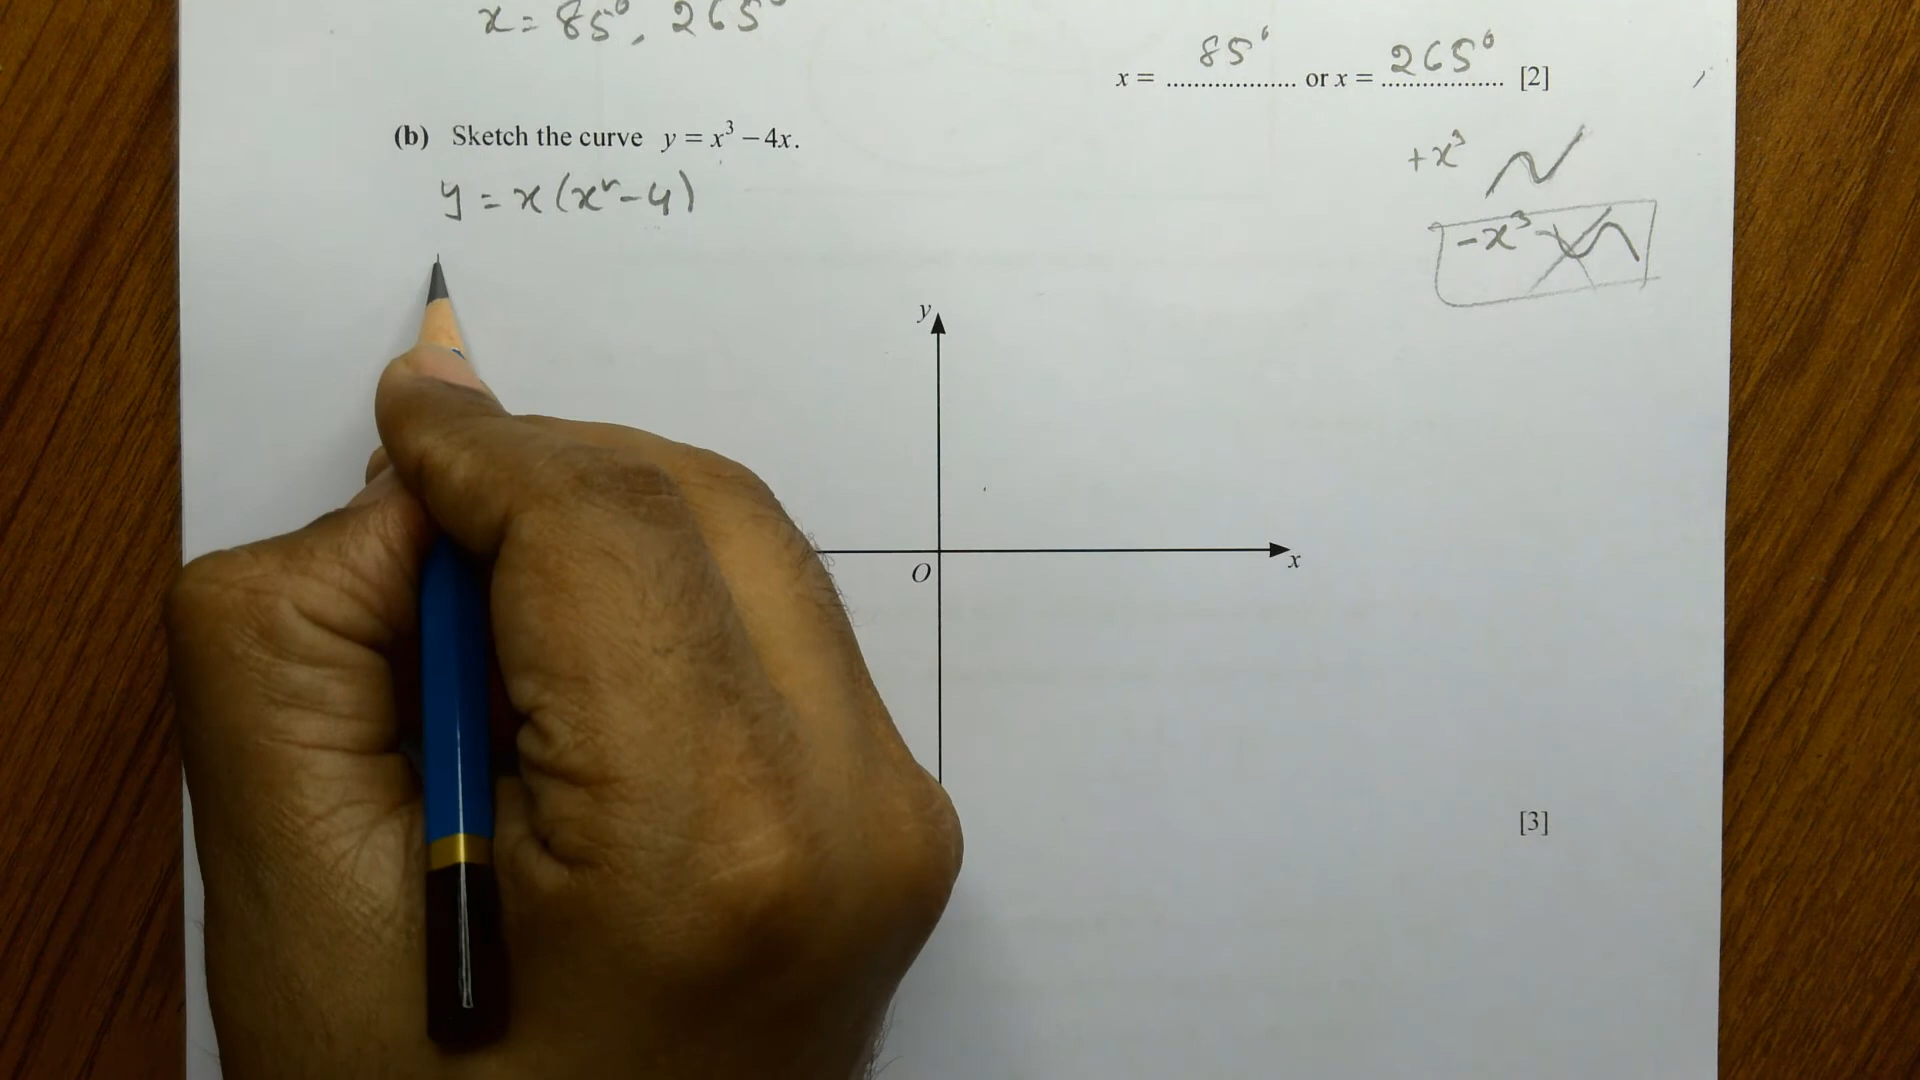 x = 85°, 265°
x = 85° or x = 265° [2]
(b) Sketch the curve y = x³ – 4x.
+x³
y = x(x² – 4)
–x³
y
O
x
[3]